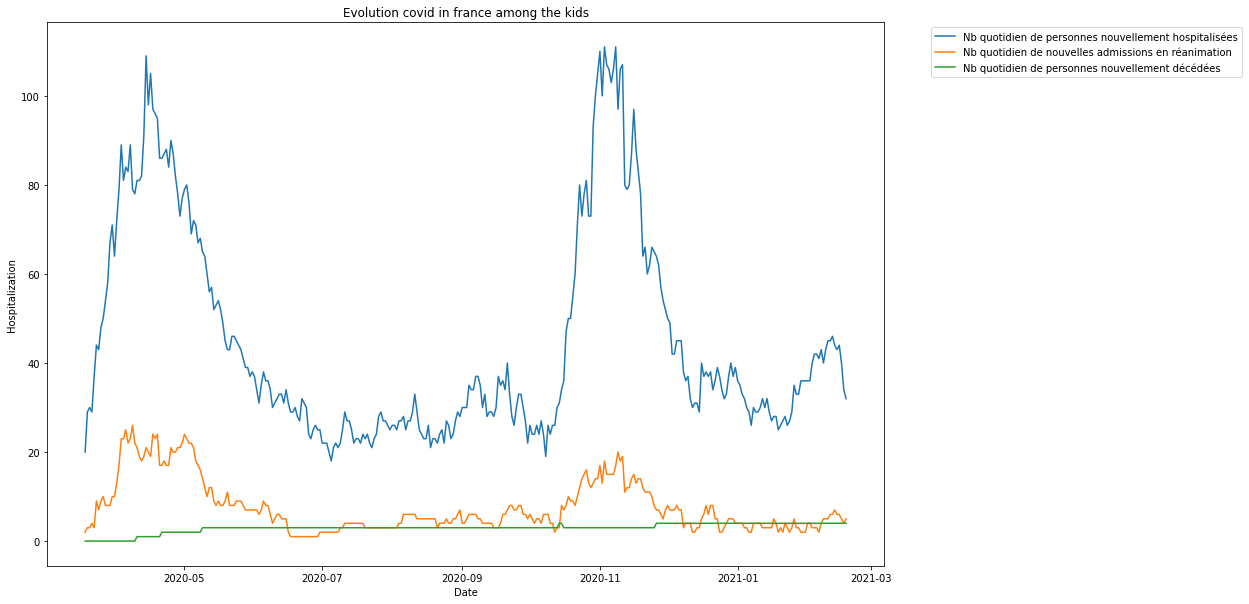 Evolution covid in france among the kids
Nb quotidien de personnes nouvellement hospitalisées
Nb quotidien de nouvelles admissions en réanimation
Nb quotidien de personnes nouvellement décédées
Hospitalization
100
80
60
40
20
0
2020-05 2020-07 2020-09 2020-11 2021-01 2021-03
Date